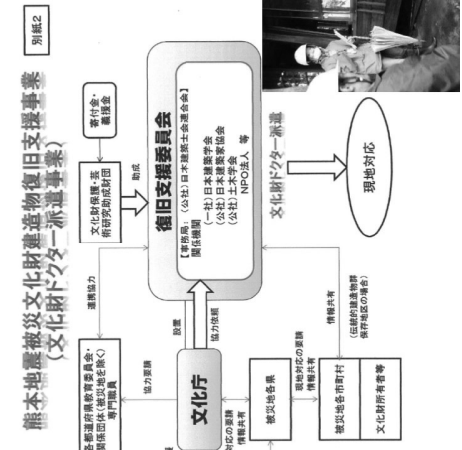 別紙2
熊本地震被災文化財建造物復旧支援事業
（文化財ドクター派遣事業）
寄付金・
義援金
文化財保護・芸
術研究助成財団
助成
復旧支援委員会
【事務局：（公社）日本建築士会連合会】
関係機関
（一社）日本建築学会
（公社）日本建築家協会
（公社）土木学会
NPO法人　等
文化財ドクター派遣
現地対応
連携協力
各都道府県教育委員会・
関係団体（被災地を除く）
専門職員
協力要請
設置
協力依頼
文化庁
対応の要請
情報共有
被災地各県
現地対応の要請
情報共有
情報共有
（伝統的建造物群
保存地区の場合）
被災地各市町村
文化財所有者等